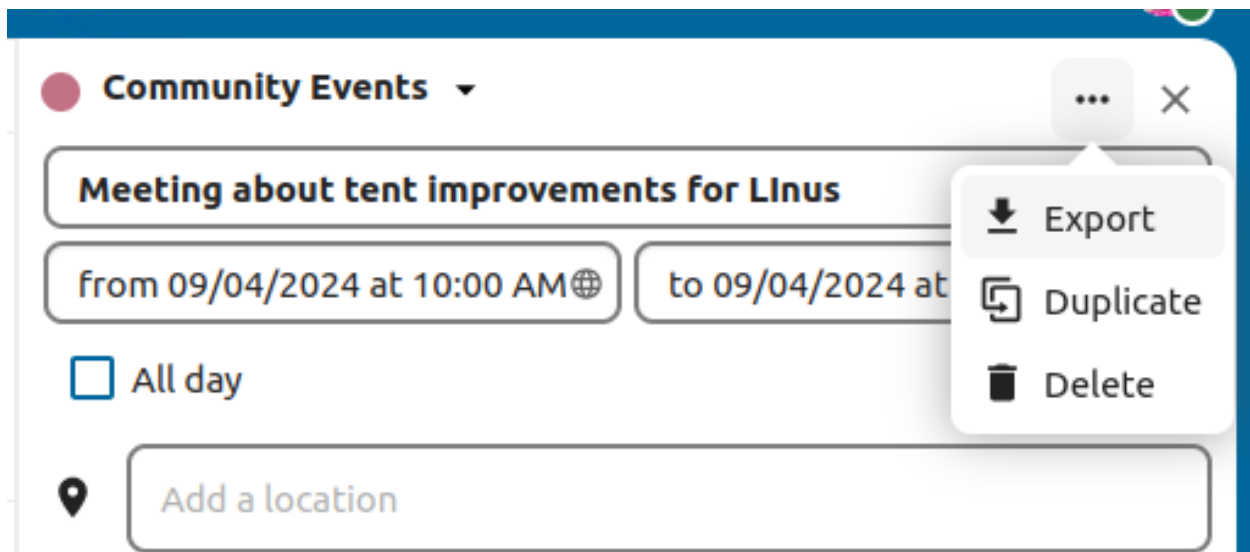 Community Events
Meeting about tent improvements for LInus
from 09/04/2024 at 10:00 AM
to 09/04/2024 at
Export
Duplicate
Delete
All day
Add a location